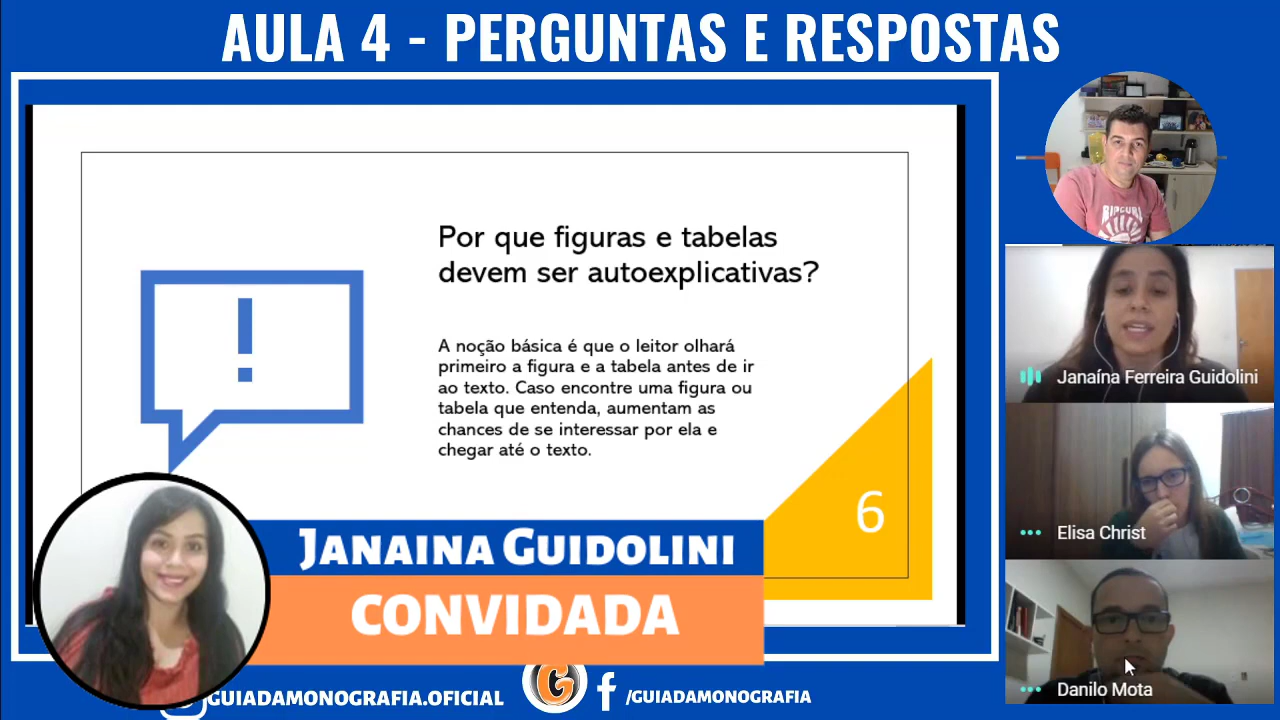 AULA 4 - PERGUNTAS E RESPOSTAS
Por que figuras e tabelas
devem ser autoexplicativas?
A noção básica é que o leitor olhará
primeiro a figura e a tabela antes de ir
ao texto. Caso encontre uma figura ou
tabela que entenda, aumentam as
chances de se interessar por ela e
chegar até o texto.
6
JANAINA GUIDOLINI
CONVIDADA
RIP CURL
Janaína Ferreira Guidolini
Elisa Christ
Danilo Mota
GUIADAMONOGRAFIA.OFICIAL
G
/GUIADAMONOGRAFIA